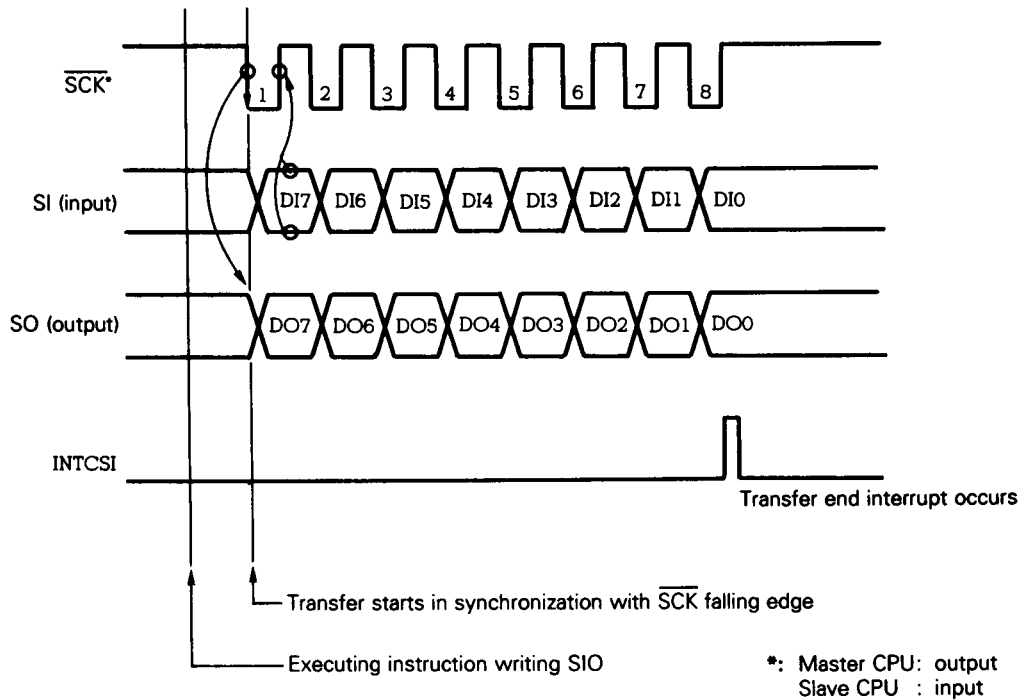 SCK*
1 2 3 4 5 6 7 8
SI (input)
DI7 DI6 DI5 DI4 DI3 DI2 DI1 DI0
SO (output)
DO7 DO6 DO5 DO4 DO3 DO2 DO1 DO0
INTCSI
Transfer end interrupt occurs
Transfer starts in synchronization with SCK falling edge
Executing instruction writing SIO
*: Master CPU: output
Slave CPU : input